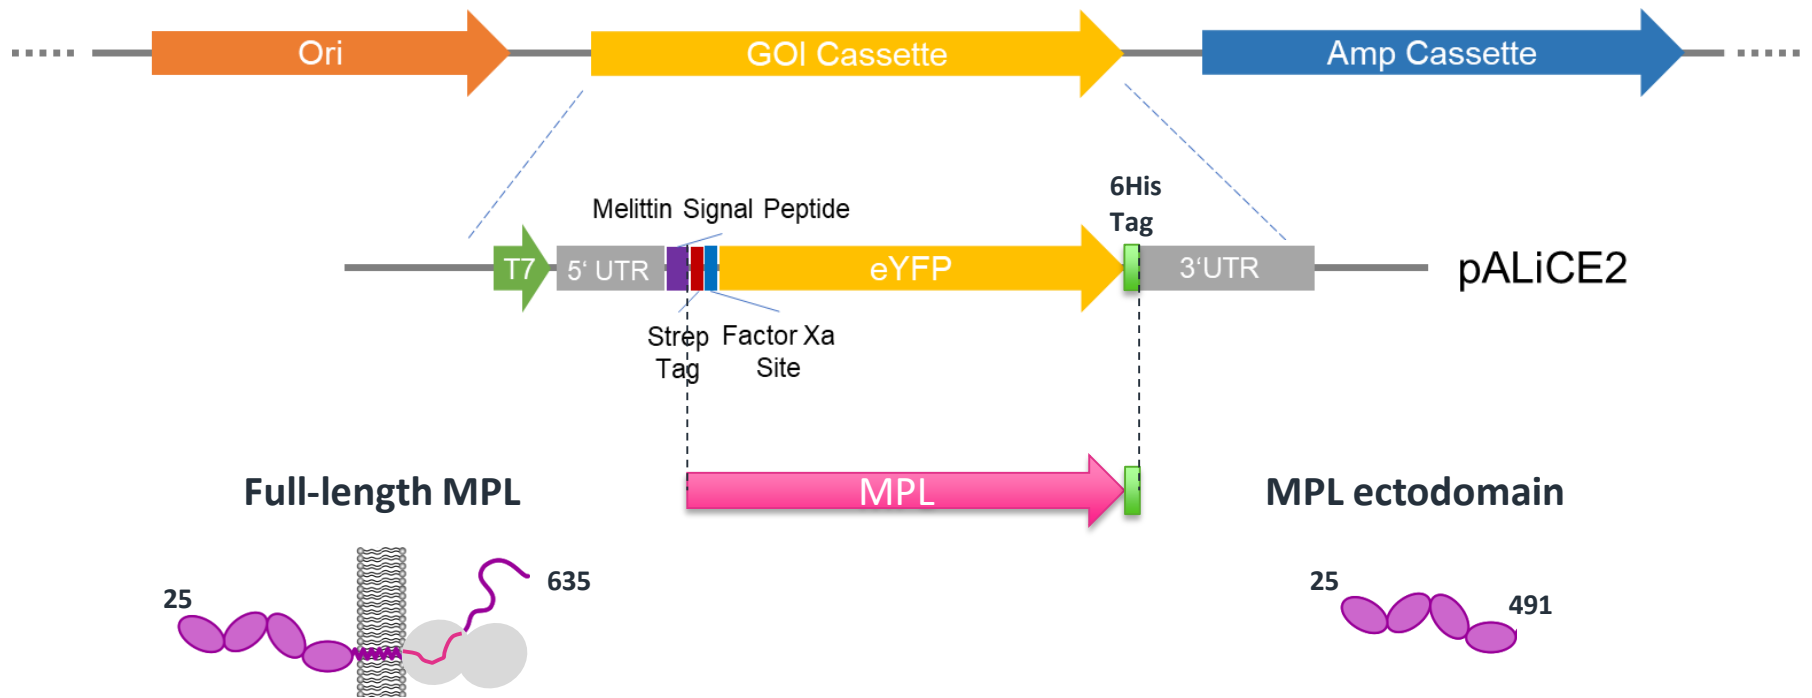 Ori
GOI Cassette
Amp Cassette
6His
Tag
Melittin Signal Peptide
T7
5' UTR
eYFP
3'UTR
pALiCE2
Strep
Tag
Factor Xa
Site
Full-length MPL
MPL
MPL ectodomain
25
635
25
491